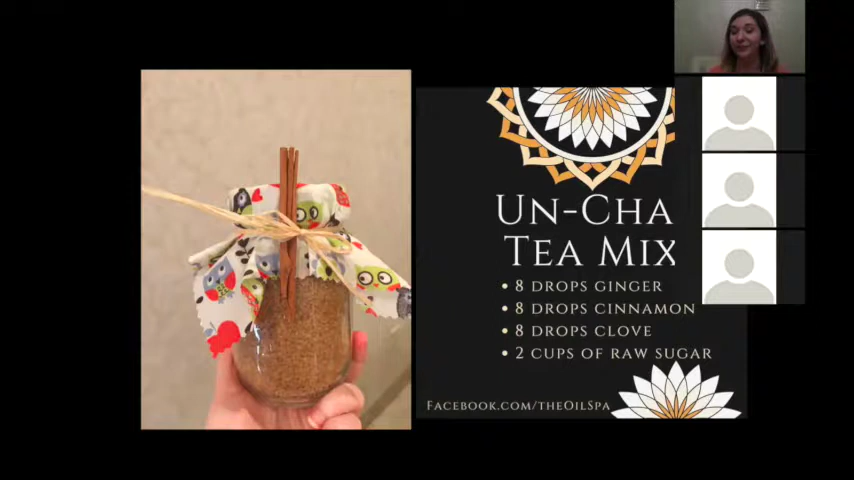 Un-Cha
Tea Mix
• 8 drops ginger
• 8 drops cinnamon
• 8 drops clove
• 2 cups of raw sugar
Facebook.com/theOilSpa